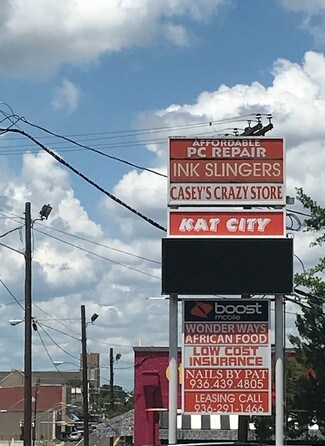 AFFORDABLE
PC REPAIR
INK SLINGERS
CASEY'S CRAZY STORE
KAT CITY
boost
mobile
WONDER WAYS
AFRICAN FOOD
LOW COST
INSURANCE
NAILS BY PAT
936.439.4805
LEASING CALL
936-291-1466